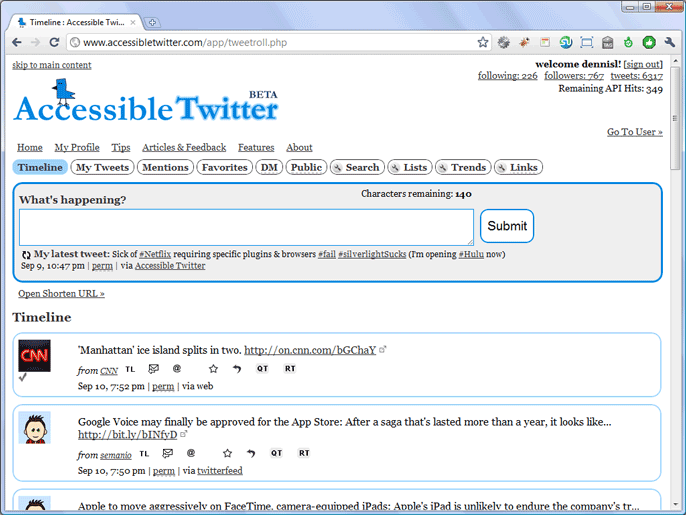 Timeline : Accessible Twi...
www.accessibletwitter.com/app/tweetroll.php
skip to main content
welcome dennisl! [sign out]
following: 226 followers: 767 tweets: 6317
Remaining API Hits: 349
BETA
Accessible Twitter
Go To User »
Home My Profile Tips Articles & Feedback Features About
Timeline My Tweets Mentions Favorites DM Public Search Lists Trends Links
What's happening? Characters remaining: 140
Submit
My latest tweet: Sick of #Netflix requiring specific plugins & browsers #fail #silverlightSucks (I'm opening #Hulu now)
Sep 9, 10:47 pm | perm | via Accessible Twitter
Open Shorten URL »
Timeline
CNN
'Manhattan' ice island splits in two. http://on.cnn.com/bGChaY
from CNN TL @ QT RT
Sep 10, 7:52 pm | perm | via web
Google Voice may finally be approved for the App Store: After a saga that's lasted more than a year, it looks like...
http://bit.ly/bINfyD
from semanio TL @ QT RT
Sep 10, 7:50 pm | perm | via twitterfeed
Apple to move aggressively on FaceTime, camera-equipped iPads: Apple's iPad is unlikely to endure the company's tr...